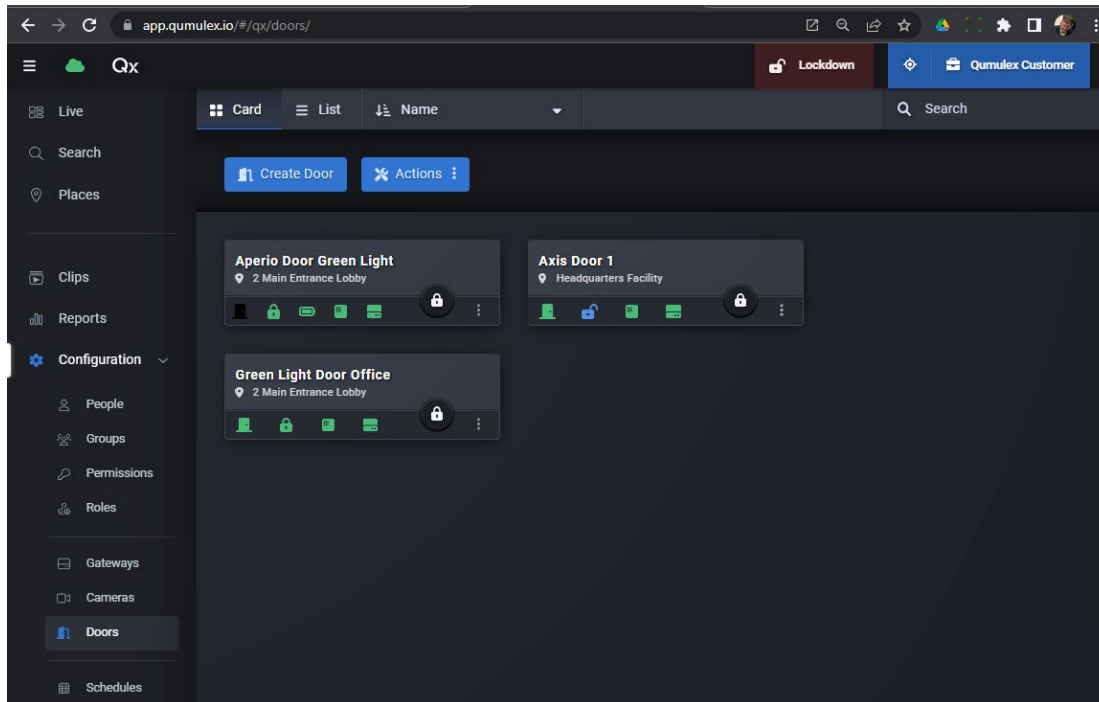 app.qumulex.io/#/qx/doors/
Qx
Lockdown
Qumulex Customer
Live
Search
Places
Clips
Reports
Configuration
People
Groups
Permissions
Roles
Gateways
Cameras
Doors
Schedules
Card
List
Name
Search
Create Door
Actions
Aperio Door Green Light
2 Main Entrance Lobby
Axis Door 1
Headquarters Facility
Green Light Door Office
2 Main Entrance Lobby